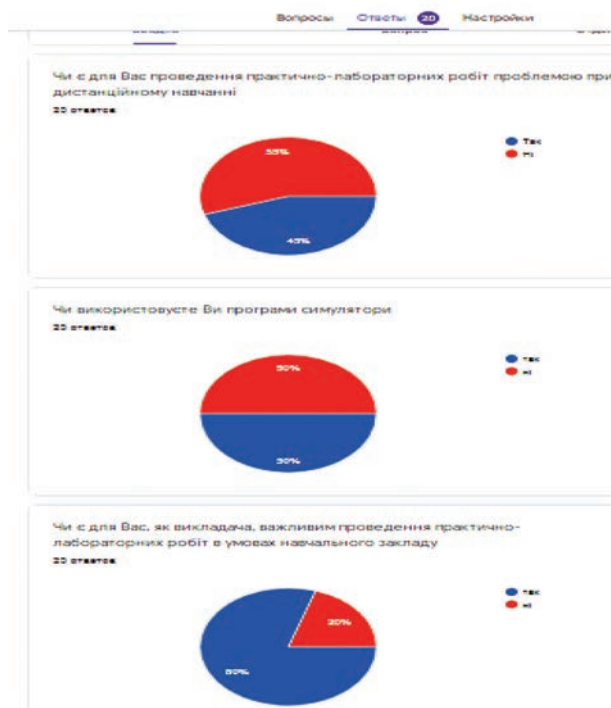 Вопросы Ответы 20 Настройки
Чи є для Вас проведення практично-лабораторних робіт проблемою при
дистанційному навчанні
20 ответов
Так
Ні
55%
45%
Чи використовуєте Ви програми симулятори
20 ответов
так
ні
50%
50%
Чи є для Вас, як викладача, важливим проведення практично-
лабораторних робіт в умовах навчального закладу
20 ответов
так
ні
20%
80%